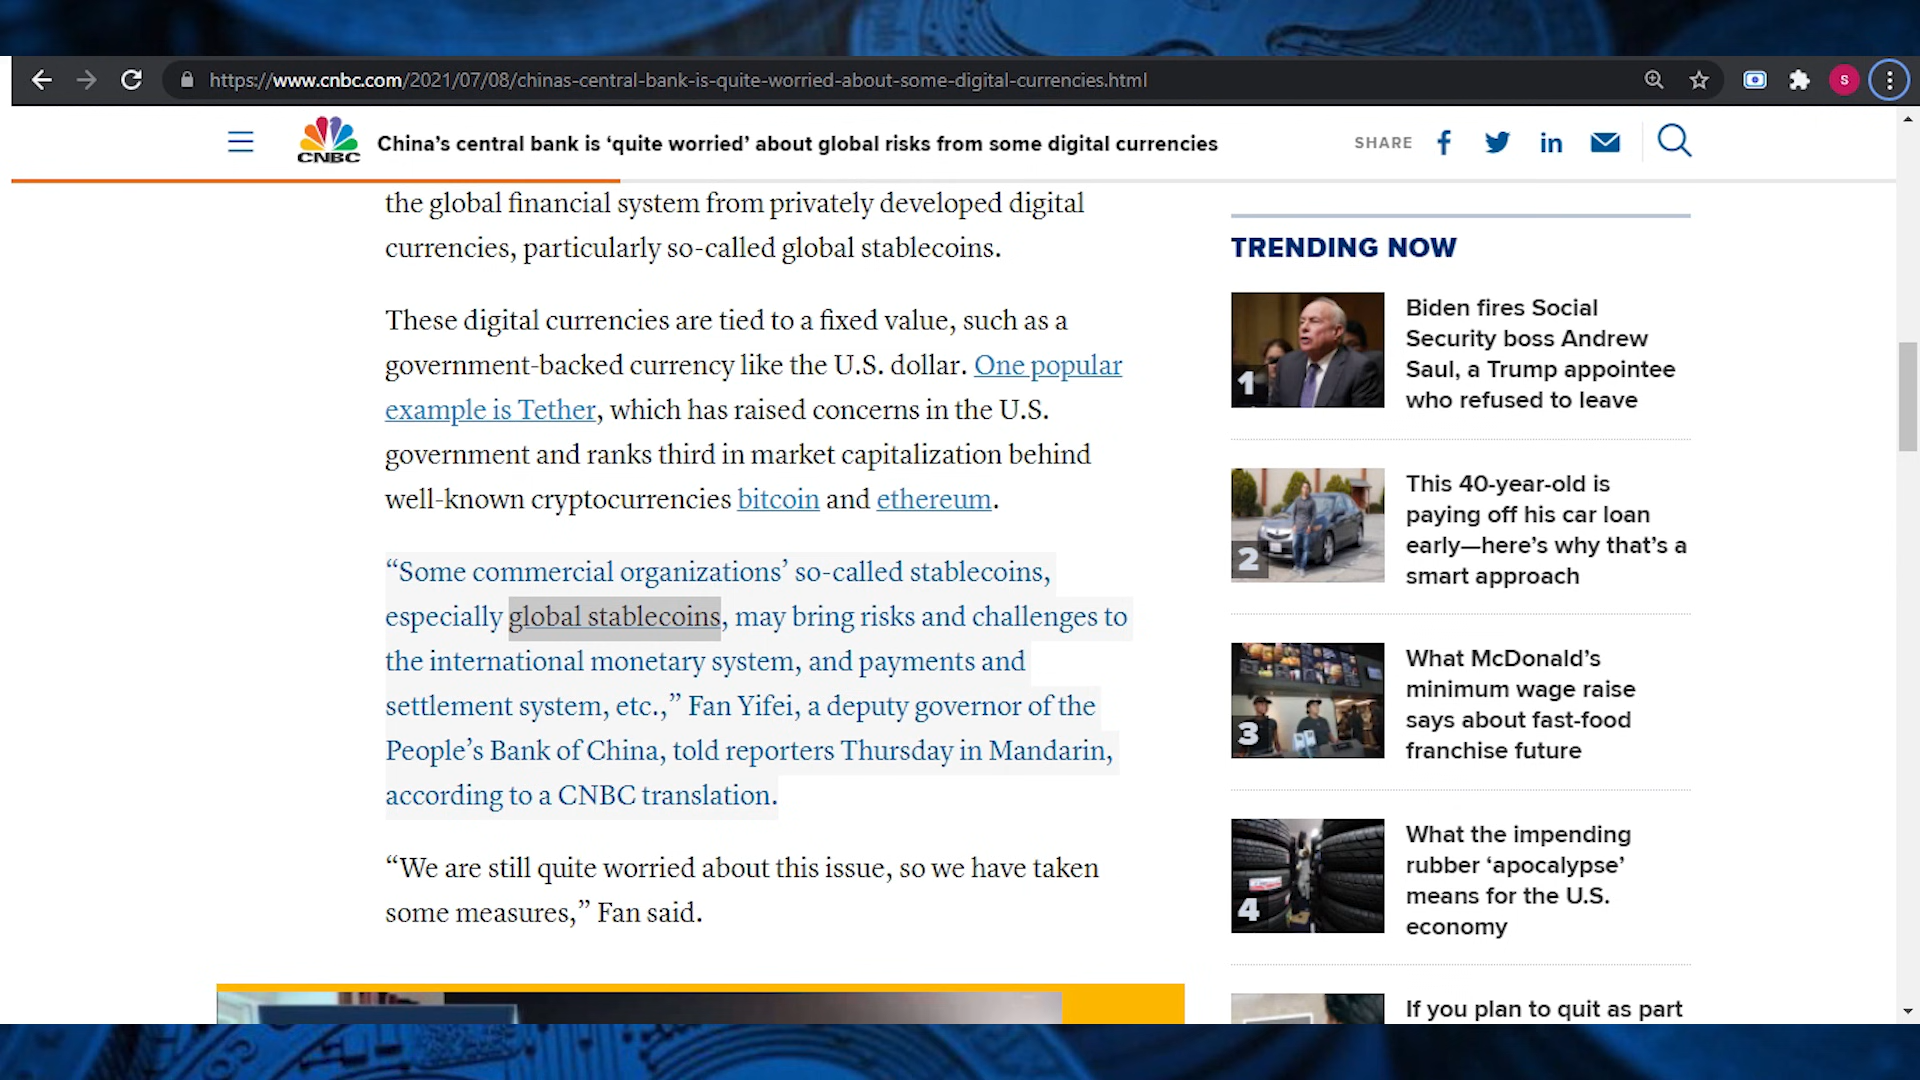 https://www.cnbc.com/2021/07/08/chinas-central-bank-is-quite-worried-about-some-digital-currencies.html
S
CNBC
China’s central bank is ‘quite worried’ about global risks from some digital currencies
SHARE
the global financial system from privately developed digital
currencies, particularly so-called global stablecoins.
These digital currencies are tied to a fixed value, such as a
government-backed currency like the U.S. dollar. One popular
example is Tether, which has raised concerns in the U.S.
government and ranks third in market capitalization behind
well-known cryptocurrencies bitcoin and ethereum.
“Some commercial organizations’ so-called stablecoins,
especially global stablecoins, may bring risks and challenges to
the international monetary system, and payments and
settlement system, etc.,” Fan Yifei, a deputy governor of the
People’s Bank of China, told reporters Thursday in Mandarin,
according to a CNBC translation.
“We are still quite worried about this issue, so we have taken
some measures,” Fan said.
TRENDING NOW
1
Biden fires Social
Security boss Andrew
Saul, a Trump appointee
who refused to leave
2
This 40-year-old is
paying off his car loan
early—here’s why that’s a
smart approach
3
What McDonald’s
minimum wage raise
says about fast-food
franchise future
4
What the impending
rubber ‘apocalypse’
means for the U.S.
economy
If you plan to quit as part